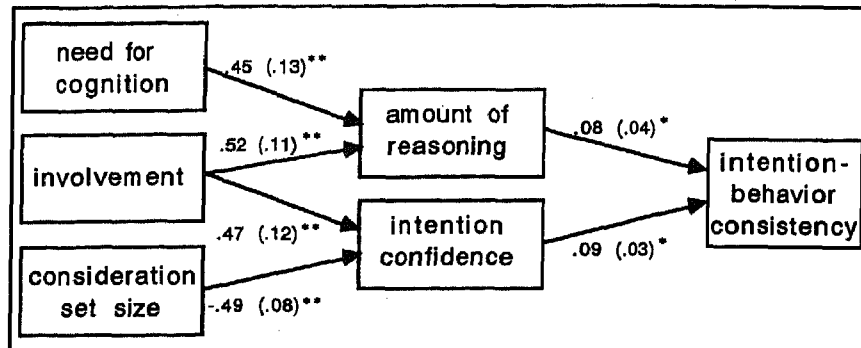 need for
cognition
.45 (.13)**
amount of
reasoning
.08 (.04)*
involvement
.52 (.11)**
intention-
behavior
consistency
.47 (.12)**
intention
confidence
.09 (.03)*
consideration
set size
-.49 (.08)**